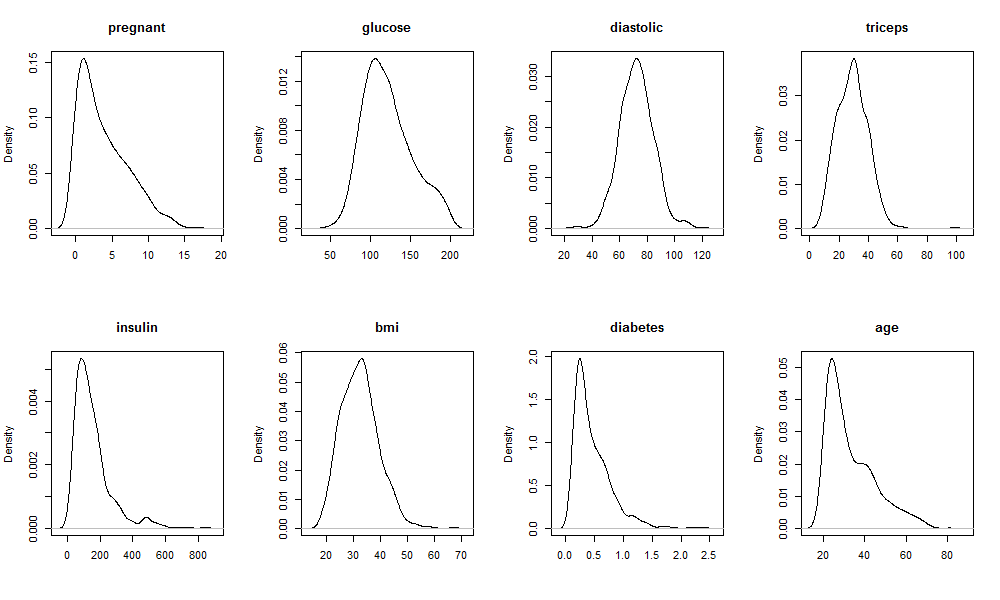 pregnant
Density
0.00 0.05 0.10 0.15
0 5 10 15 20
glucose
Density
0.000 0.004 0.008 0.012
50 100 150 200
diastolic
Density
0.000 0.010 0.020 0.030
20 40 60 80 100 120
triceps
Density
0.00 0.01 0.02 0.03
0 20 40 60 80 100
insulin
Density
0.000 0.002 0.004
0 200 400 600 800
bmi
Density
0.00 0.01 0.02 0.03 0.04 0.05 0.06
20 30 40 50 60 70
diabetes
Density
0.0 0.5 1.0 1.5 2.0
0.0 0.5 1.0 1.5 2.0 2.5
age
Density
0.00 0.01 0.02 0.03 0.04 0.05
20 40 60 80